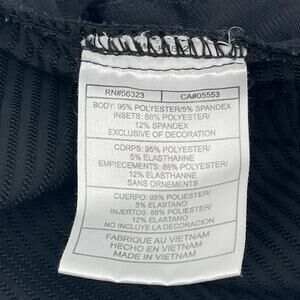 RN#56323 CA#05553
BODY: 95% POLYESTER/5% SPANDEX
INSETS: 88% POLYESTER/
12% SPANDEX
EXCLUSIVE OF DECORATION
CORPS: 95% POLYESTER/
5% ELASTHANNE
EMPIECEMENTS: 88% POLYESTER/
12% ELASTHANNE
SANS ORNEMENTS
CUERPO: 95% POLIESTER/
5% ELASTANO
INJERTOS: 88% POLIESTER/
12% ELASTANO
NO INCLUYE LA DECORACION
FABRIQUE AU VIETNAM
HECHO EN VIETNAM
MADE IN VIETNAM